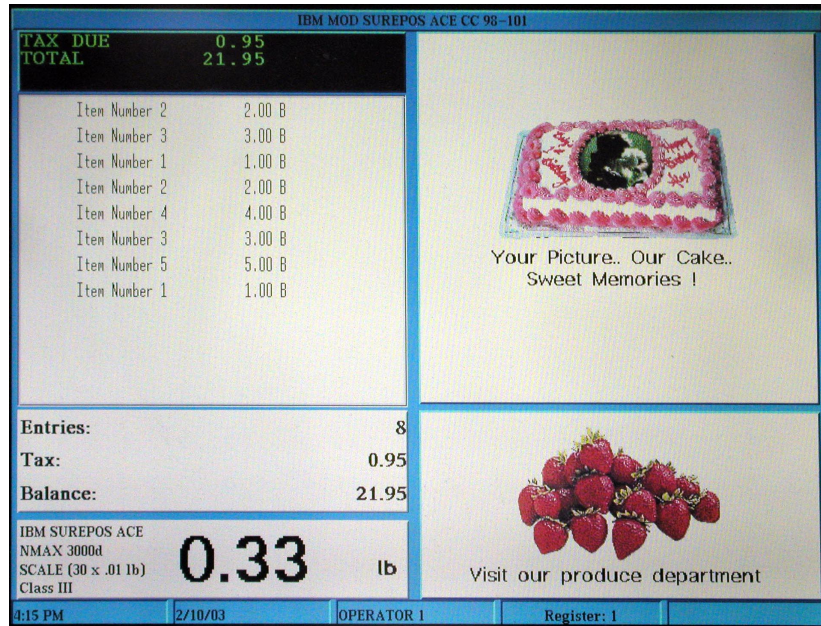 IBM MOD SUREPOS ACE CC 98-101
TAX DUE 0.95
TOTAL 21.95
Item Number 2 2.00 B
Item Number 3 3.00 B
Item Number 1 1.00 B
Item Number 2 2.00 B
Item Number 4 4.00 B
Item Number 3 3.00 B
Item Number 5 5.00 B
Item Number 1 1.00 B
Entries: 8
Tax: 0.95
Balance: 21.95
IBM SUREPOS ACE
NMAX 3000d
SCALE (30 x .01 lb)
Class III
0.33 lb
Your Picture.. Our Cake..
Sweet Memories !
Visit our produce department
4:15 PM 2/10/03 OPERATOR 1 Register: 1